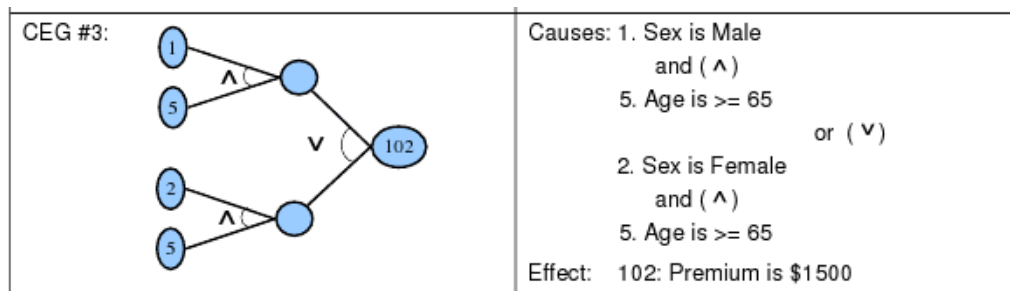 CEG #3:
1
^
5
v
102
2
^
5
Causes: 1. Sex is Male
and ( ^ )
5. Age is >= 65
or ( v )
2. Sex is Female
and ( ^ )
5. Age is >= 65
Effect: 102: Premium is $1500